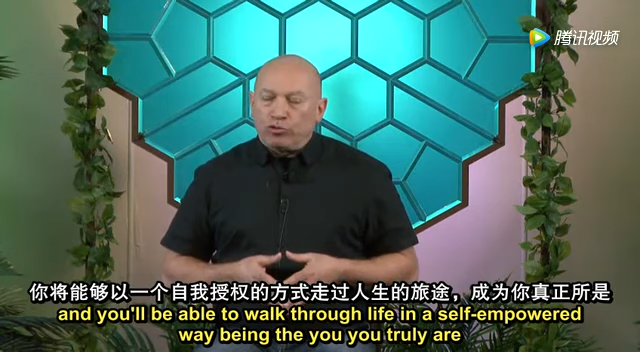 腾讯视频
你将能够以一个自我授权的方式走过人生的旅途，成为你真正所是
and you'll be able to walk through life in a self-empowered
way being the you you truly are